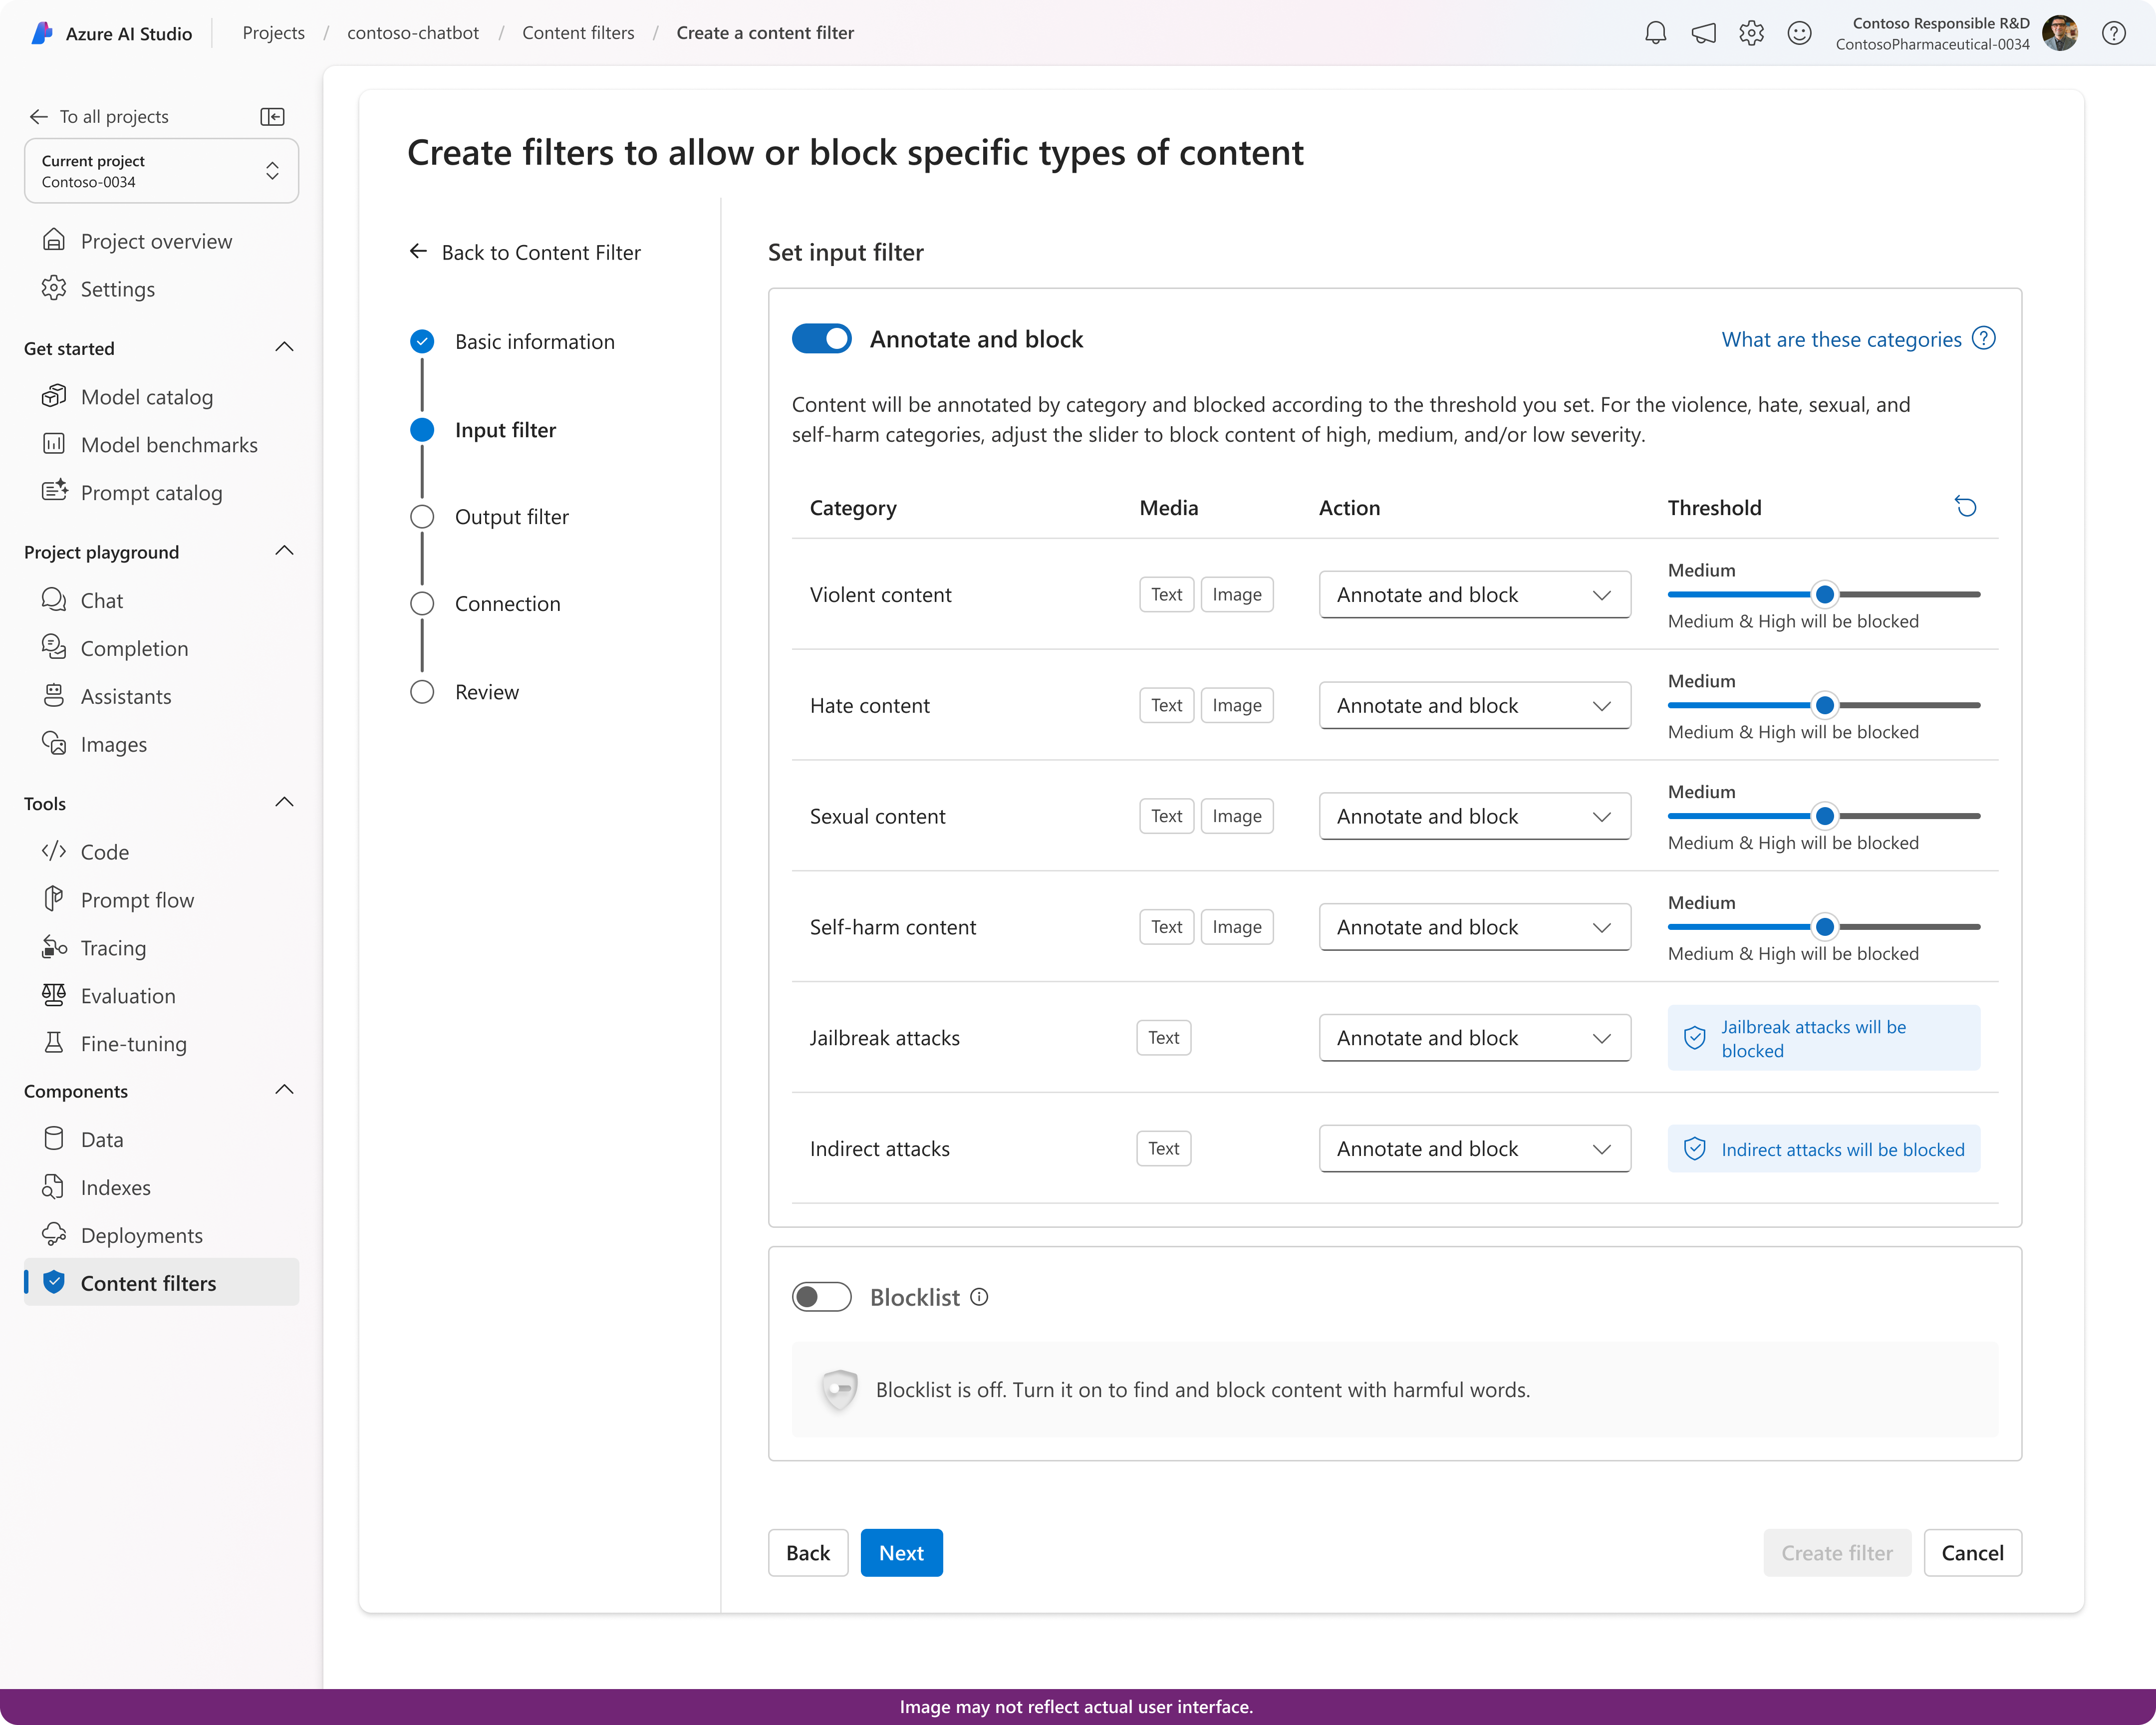 Azure AI Studio
Projects / contoso-chatbot / Content filters / Create a content filter
Contoso Responsible R&D
ContosoPharmaceutical-0034
To all projects
Current project
Contoso-0034
Project overview
Settings
Get started
Model catalog
Model benchmarks
Prompt catalog
Project playground
Chat
Completion
Assistants
Images
Tools
Code
Prompt flow
Tracing
Evaluation
Fine-tuning
Components
Data
Indexes
Deployments
Content filters
Create filters to allow or block specific types of content
Back to Content Filter
Basic information
Input filter
Output filter
Connection
Review
Set input filter
Annotate and block
What are these categories
Content will be annotated by category and blocked according to the threshold you set. For the violence, hate, sexual, and
self-harm categories, adjust the slider to block content of high, medium, and/or low severity.
Category Media Action Threshold
Medium
Violent content Text Image Annotate and block
Medium & High will be blocked
Medium
Hate content Text Image Annotate and block
Medium & High will be blocked
Medium
Sexual content Text Image Annotate and block
Medium & High will be blocked
Medium
Self-harm content Text Image Annotate and block
Medium & High will be blocked
Jailbreak attacks Text Annotate and block Jailbreak attacks will be
blocked
Indirect attacks Text Annotate and block Indirect attacks will be blocked
Blocklist
Blocklist is off. Turn it on to find and block content with harmful words.
Back Next Create filter Cancel
Image may not reflect actual user interface.